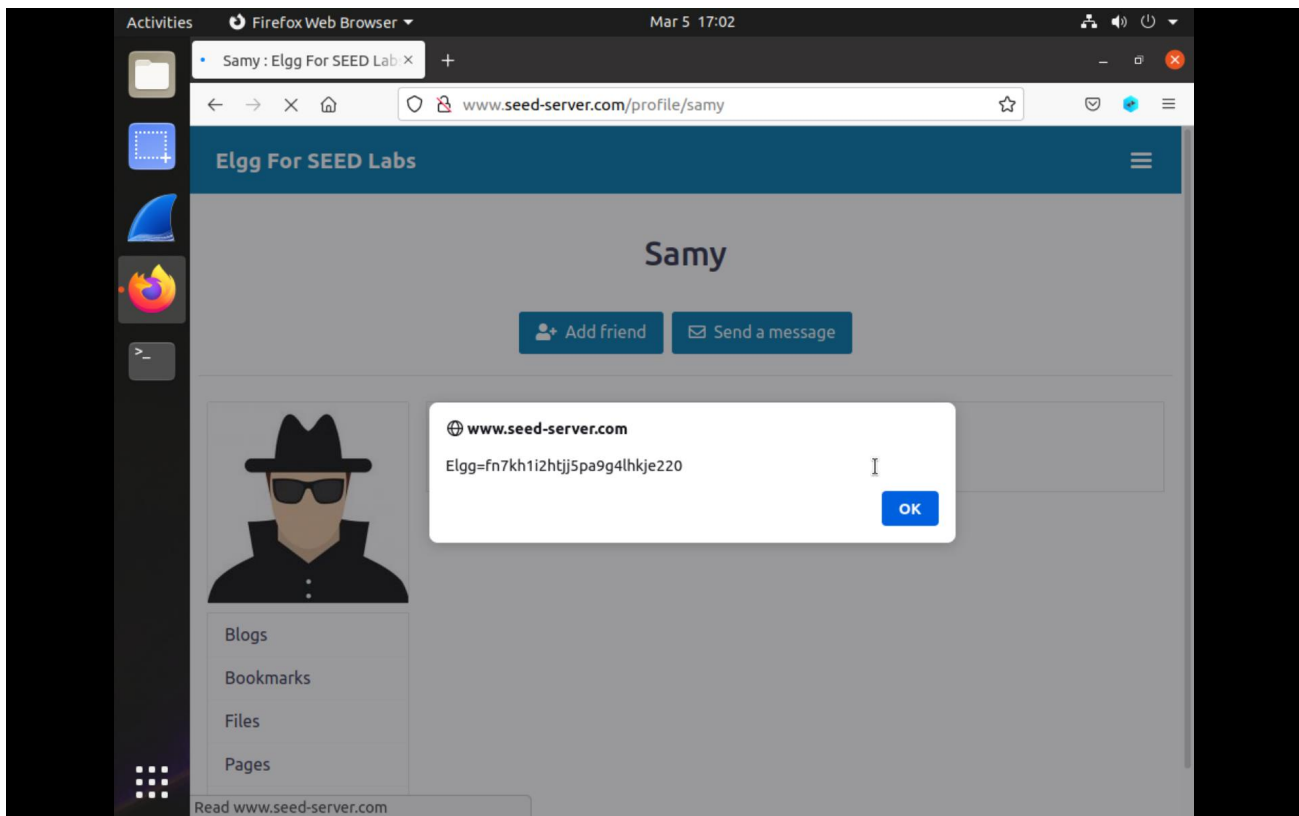 Activities Firefox Web Browser Mar 5 17:02
Samy : Elgg For SEED Lab
www.seed-server.com/profile/samy
Elgg For SEED Labs
Samy
Add friend Send a message
www.seed-server.com
Elgg=fn7kh1i2htjj5pa9g4lhkje220
OK
Blogs
Bookmarks
Files
Pages
Read www.seed-server.com